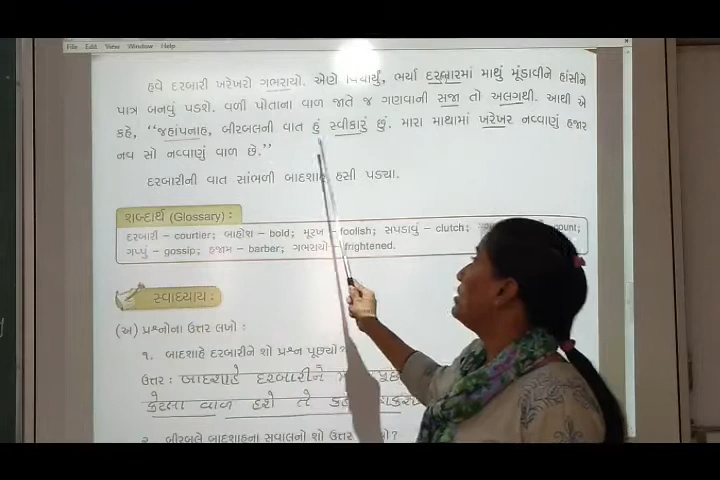 File Edit View Window Help
હવે દરબારી ખરેખરો ગભરાયો. એણે વિચાર્યું, ભર્યા દરબારમાં માથું મૂંડાવીને હાંસીને
પાત્ર બનવું પડશે. વળી પોતાના વાળ જાતે જ ગણવાની સજા તો અલગથી. આથી એ
કહે, “જહાંપનાહ, બીરબલની વાત હું સ્વીકારું છું. મારા માથામાં ખરેખર નવ્વાણું હજાર
નવ સો નવ્વાણું વાળ છે.”
દરબારીની વાત સાંભળી બાદશાહ હસી પડ્યા.
શબ્દાર્થ (Glossary) :
દરબારી – courtier; બાહોશ – bold; મૂરખ – foolish; સપડાવું – clutch; count;
ગપ્પું – gossip; હજામ – barber; ગભરાયો – frightened.
સ્વાધ્યાય :
(અ) પ્રશ્નોના ઉત્તર લખો :
૧. બાદશાહે દરબારીને શો પ્રશ્ન પૂછ્યો?
ઉત્તર : બાદશાહે દરબારીને
કેટલા વાળ હશે તે
૨. બીરબલે બાદશાહના સવાલનો શો ઉત્તર